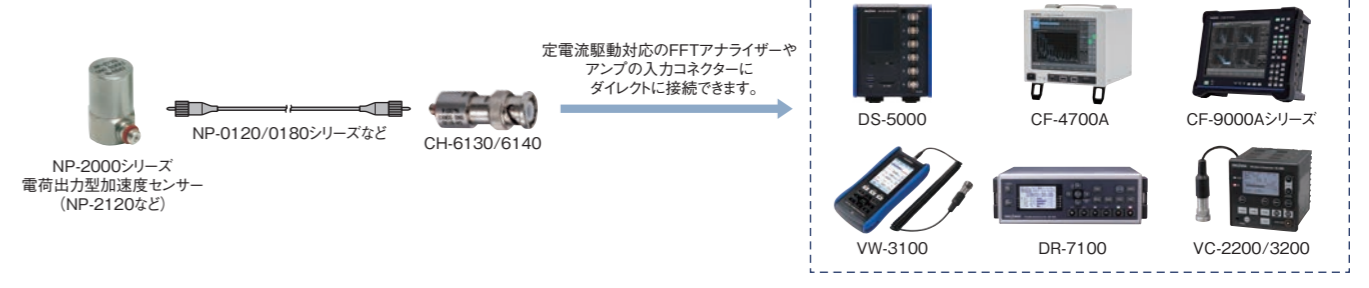 NP-2000シリーズ
電荷出力型加速度センサー
（NP-2120など）
NP-0120/0180シリーズなど
CH-6130/6140
定電流駆動対応のFFTアナライザーや
アンプの入力コネクターに
ダイレクトに接続できます。
DS-5000
CF-4700A
CF-9000Aシリーズ
VW-3100
DR-7100
VC-2200/3200